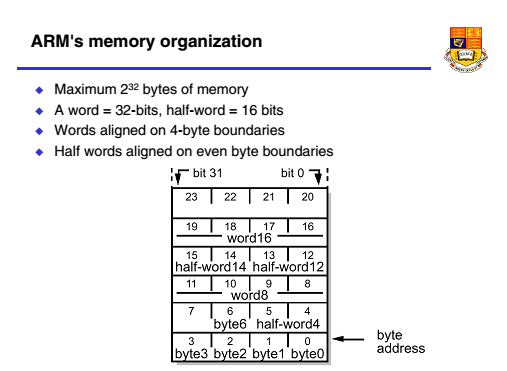 ARM's memory organization
Maximum 2³² bytes of memory
A word = 32-bits, half-word = 16 bits
Words aligned on 4-byte boundaries
Half words aligned on even byte boundaries
bit 31 bit 0
23 22 21 20
19 18 17 16
word16
15 14 13 12
half-word14 half-word12
11 10 9 8
word8
7 6 5 4
byte6 half-word4
3 2 1 0
byte3 byte2 byte1 byte0
byte
address